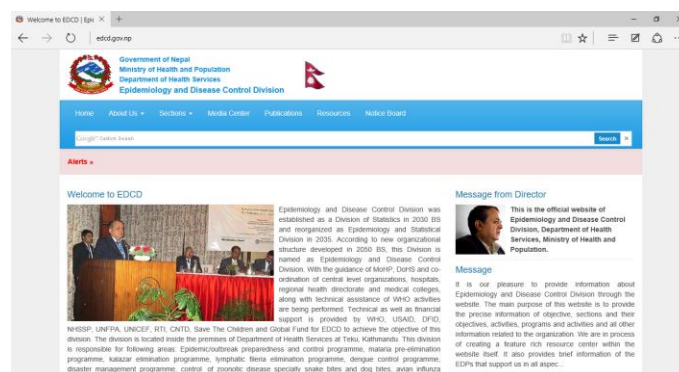 Welcome to EDCD | Epi
edcd.gov.np
Government of Nepal
Ministry of Health and Population
Department of Health Services
Epidemiology and Disease Control Division
Home About Us Sections Media Center Publications Resources Notice Board
Google Custom Search Search
Alerts »
Welcome to EDCD
Epidemiology and Disease Control Division was
established as a Division of Statistics in 2030 BS
and reorganized as Epidemiology and Statistical
Division in 2035. According to new organizational
structure developed in 2050 BS, this Division is
named as Epidemiology and Disease Control
Division. With the guidance of MoHP, DoHS and co-
ordination of central level organizations, hospitals,
regional health directorate and medical colleges,
along with technical assistance of WHO activities
are being performed. Technical as well as financial
support is provided by WHO, USAID, DFID,
NHSSP, UNFPA, UNICEF, RTI, CNTD, Save The Children and Global Fund for EDCD to achieve the objective of this
division. The division is located inside the premises of Department of Health Services at Teku, Kathmandu. This division
is responsible for following areas: Epidemic/outbreak preparedness and control programme, malaria pre-elimination
programme, kalazar elimination programme, lymphatic fileria elimination programme, dengue control programme,
disaster management programme, control of zoonotic disease specially snake bites and dog bites, avian influnza
Message from Director
This is the official website of
Epidemiology and Disease Control
Division, Department of Health
Services, Ministry of Health and
Population.
Message
It is our pleasure to provide information about
Epidemiology and Disease Control Division through the
website. The main purpose of this website is to provide
the precise information of objective, sections and their
objectives, activities, programs and activities and all other
information related to the organization. We are in process
of creating a feature rich resource center within the
website itself. It also provides brief information of the
EDPs that support us in all aspec...